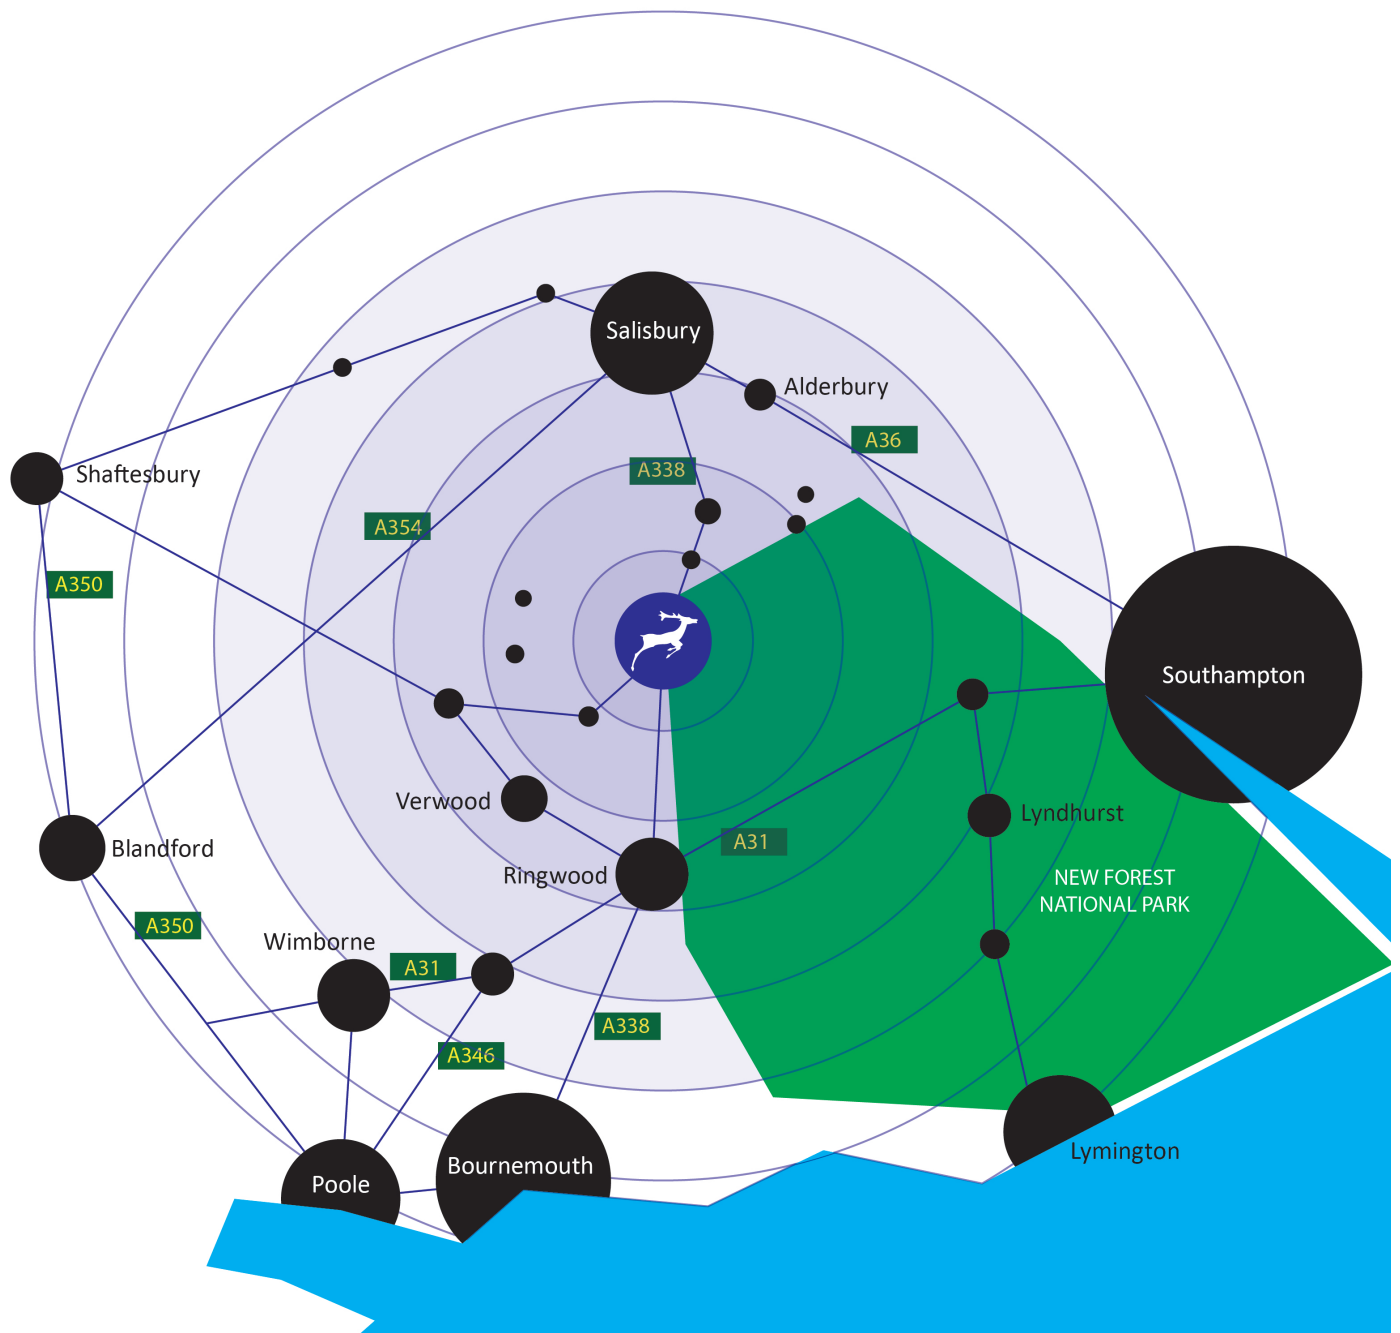 Salisbury
Alderbury
A36
A338
Shaftesbury
A354
A350
Southampton
Verwood
Lyndhurst
A31
Blandford
Ringwood
NEW FOREST
NATIONAL PARK
A350
Wimborne
A31
A338
A346
Lymington
Bournemouth
Poole